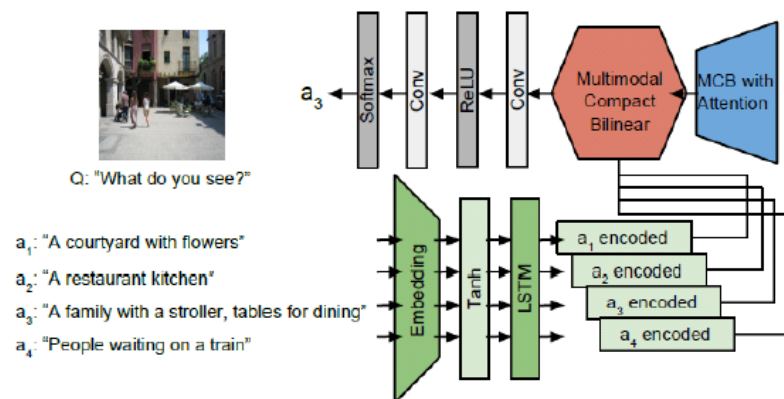 a3
Softmax
Conv
ReLU
Conv
Multimodal
Compact
Bilinear
MCB with
Attention
Q: “What do you see?”
a1: “A courtyard with flowers”
a2: “A restaurant kitchen”
a3: “A family with a stroller, tables for dining”
a4: “People waiting on a train”
Embedding
Tanh
LSTM
a1 encoded
a2 encoded
a3 encoded
a4 encoded